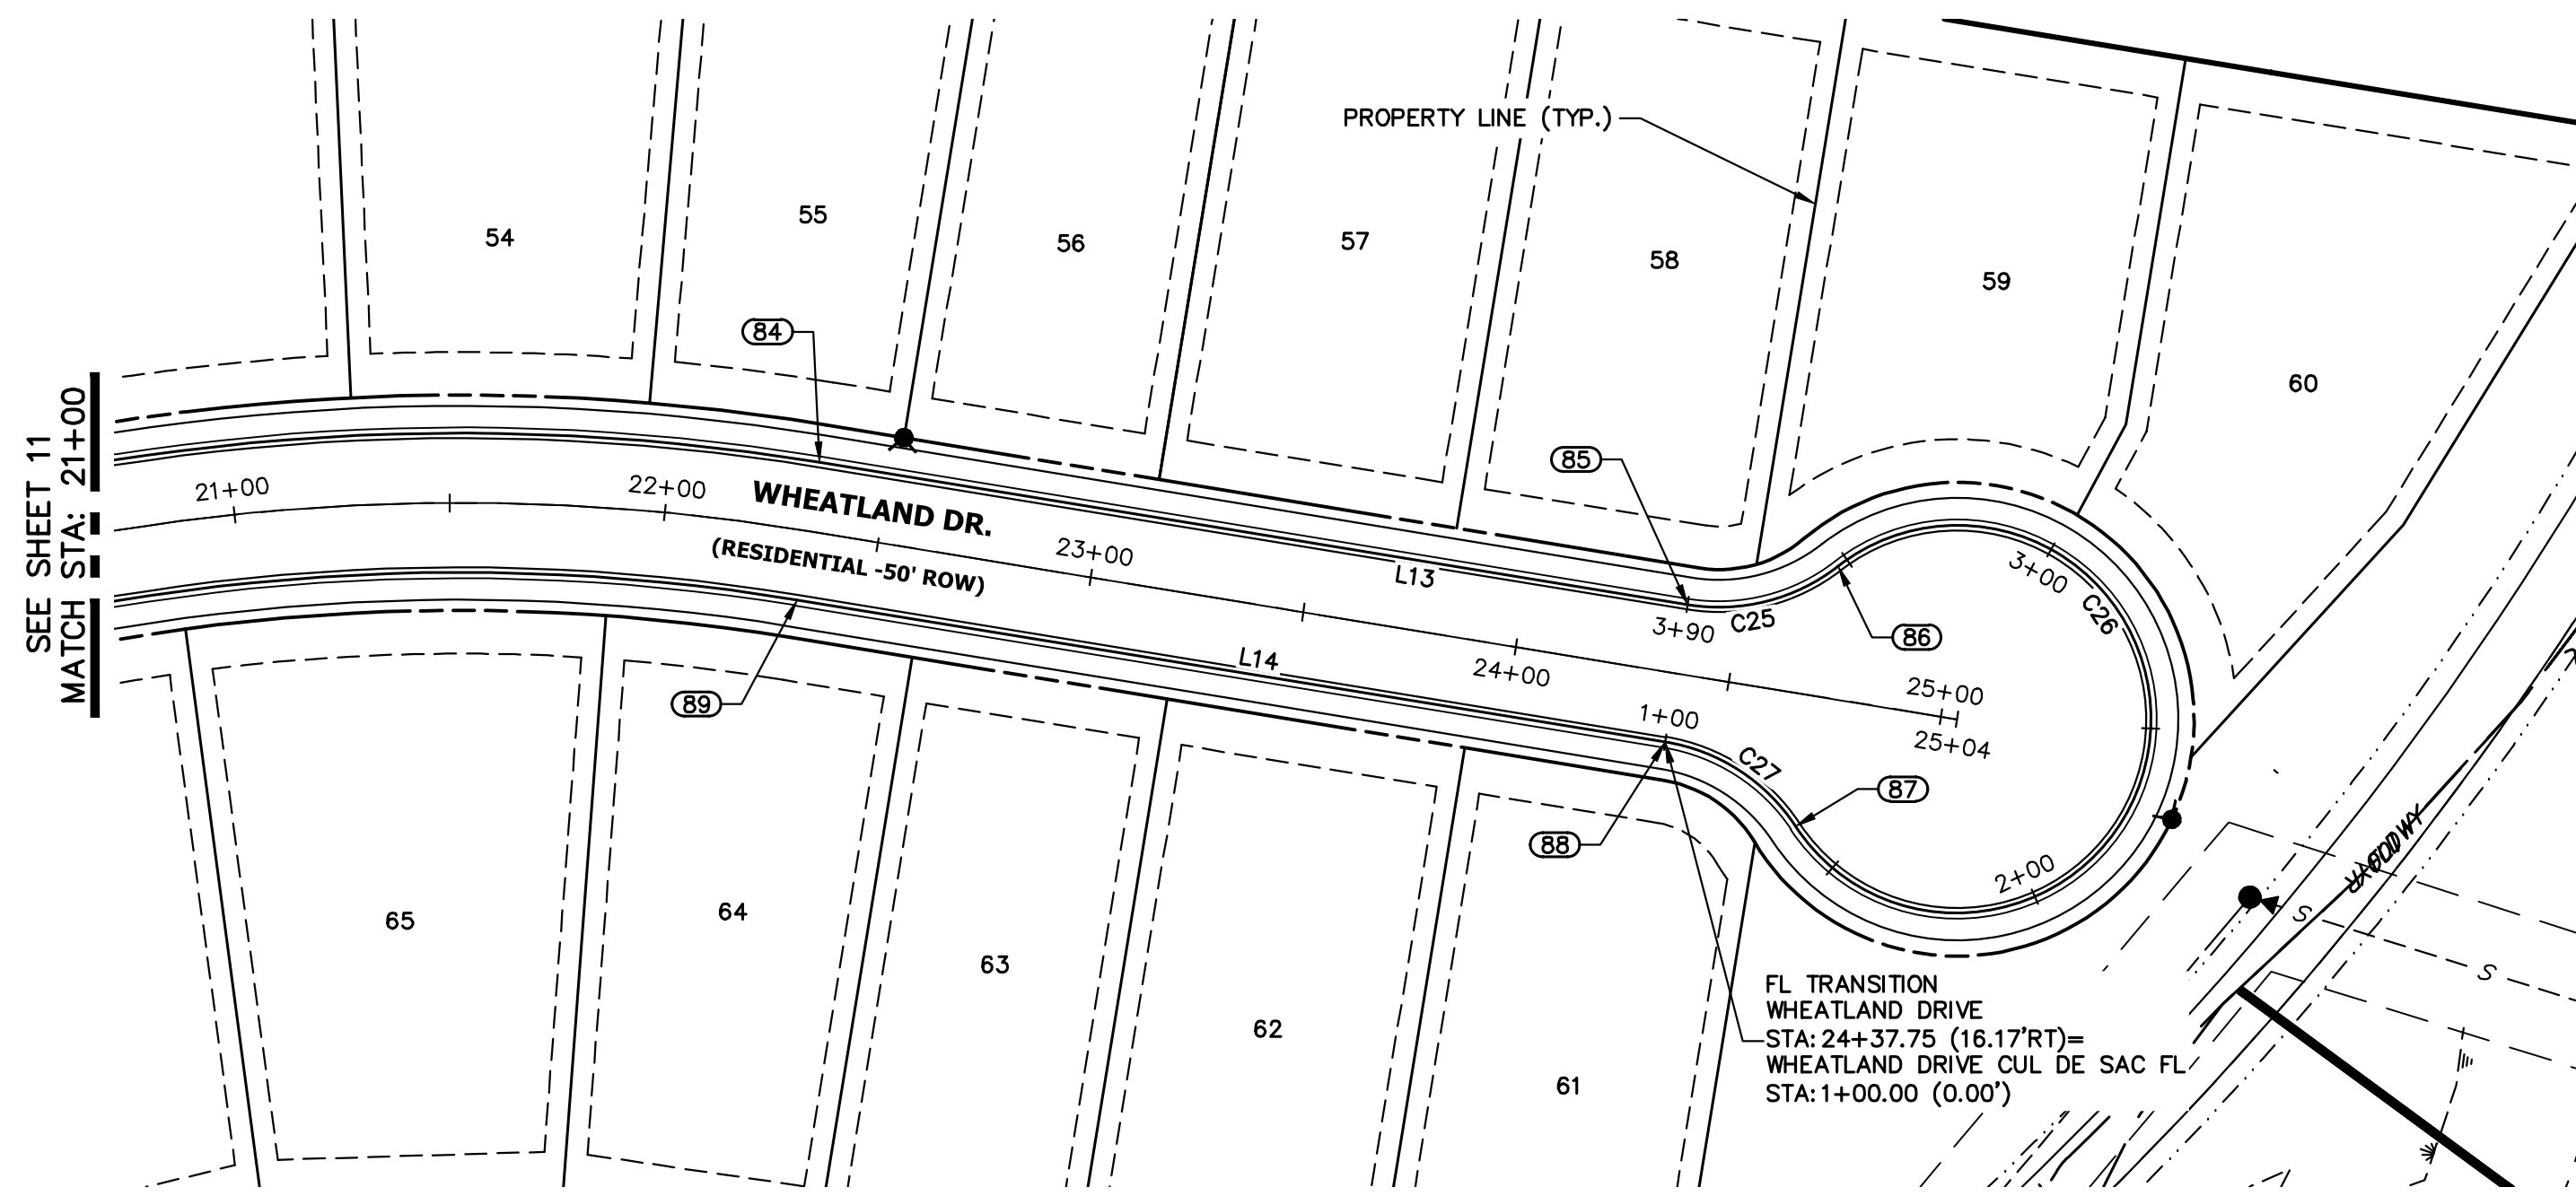 PROPERTY LINE (TYP.)
54
55
56
57
58
59
60
84
85
86
87
88
89
SEE SHEET 11
MATCH STA: 21+00
21+00
22+00
WHEATLAND DR.
(RESIDENTIAL -50' ROW)
23+00
L13
3+90
C25
3+00
C26
L14
24+00
25+00
25+04
1+00
C27
2+00
65
64
63
62
61
FL TRANSITION
WHEATLAND DRIVE
STA:24+37.75 (16.17'RT)=
WHEATLAND DRIVE CUL DE SAC FL
STA:1+00.00 (0.00')
S
S